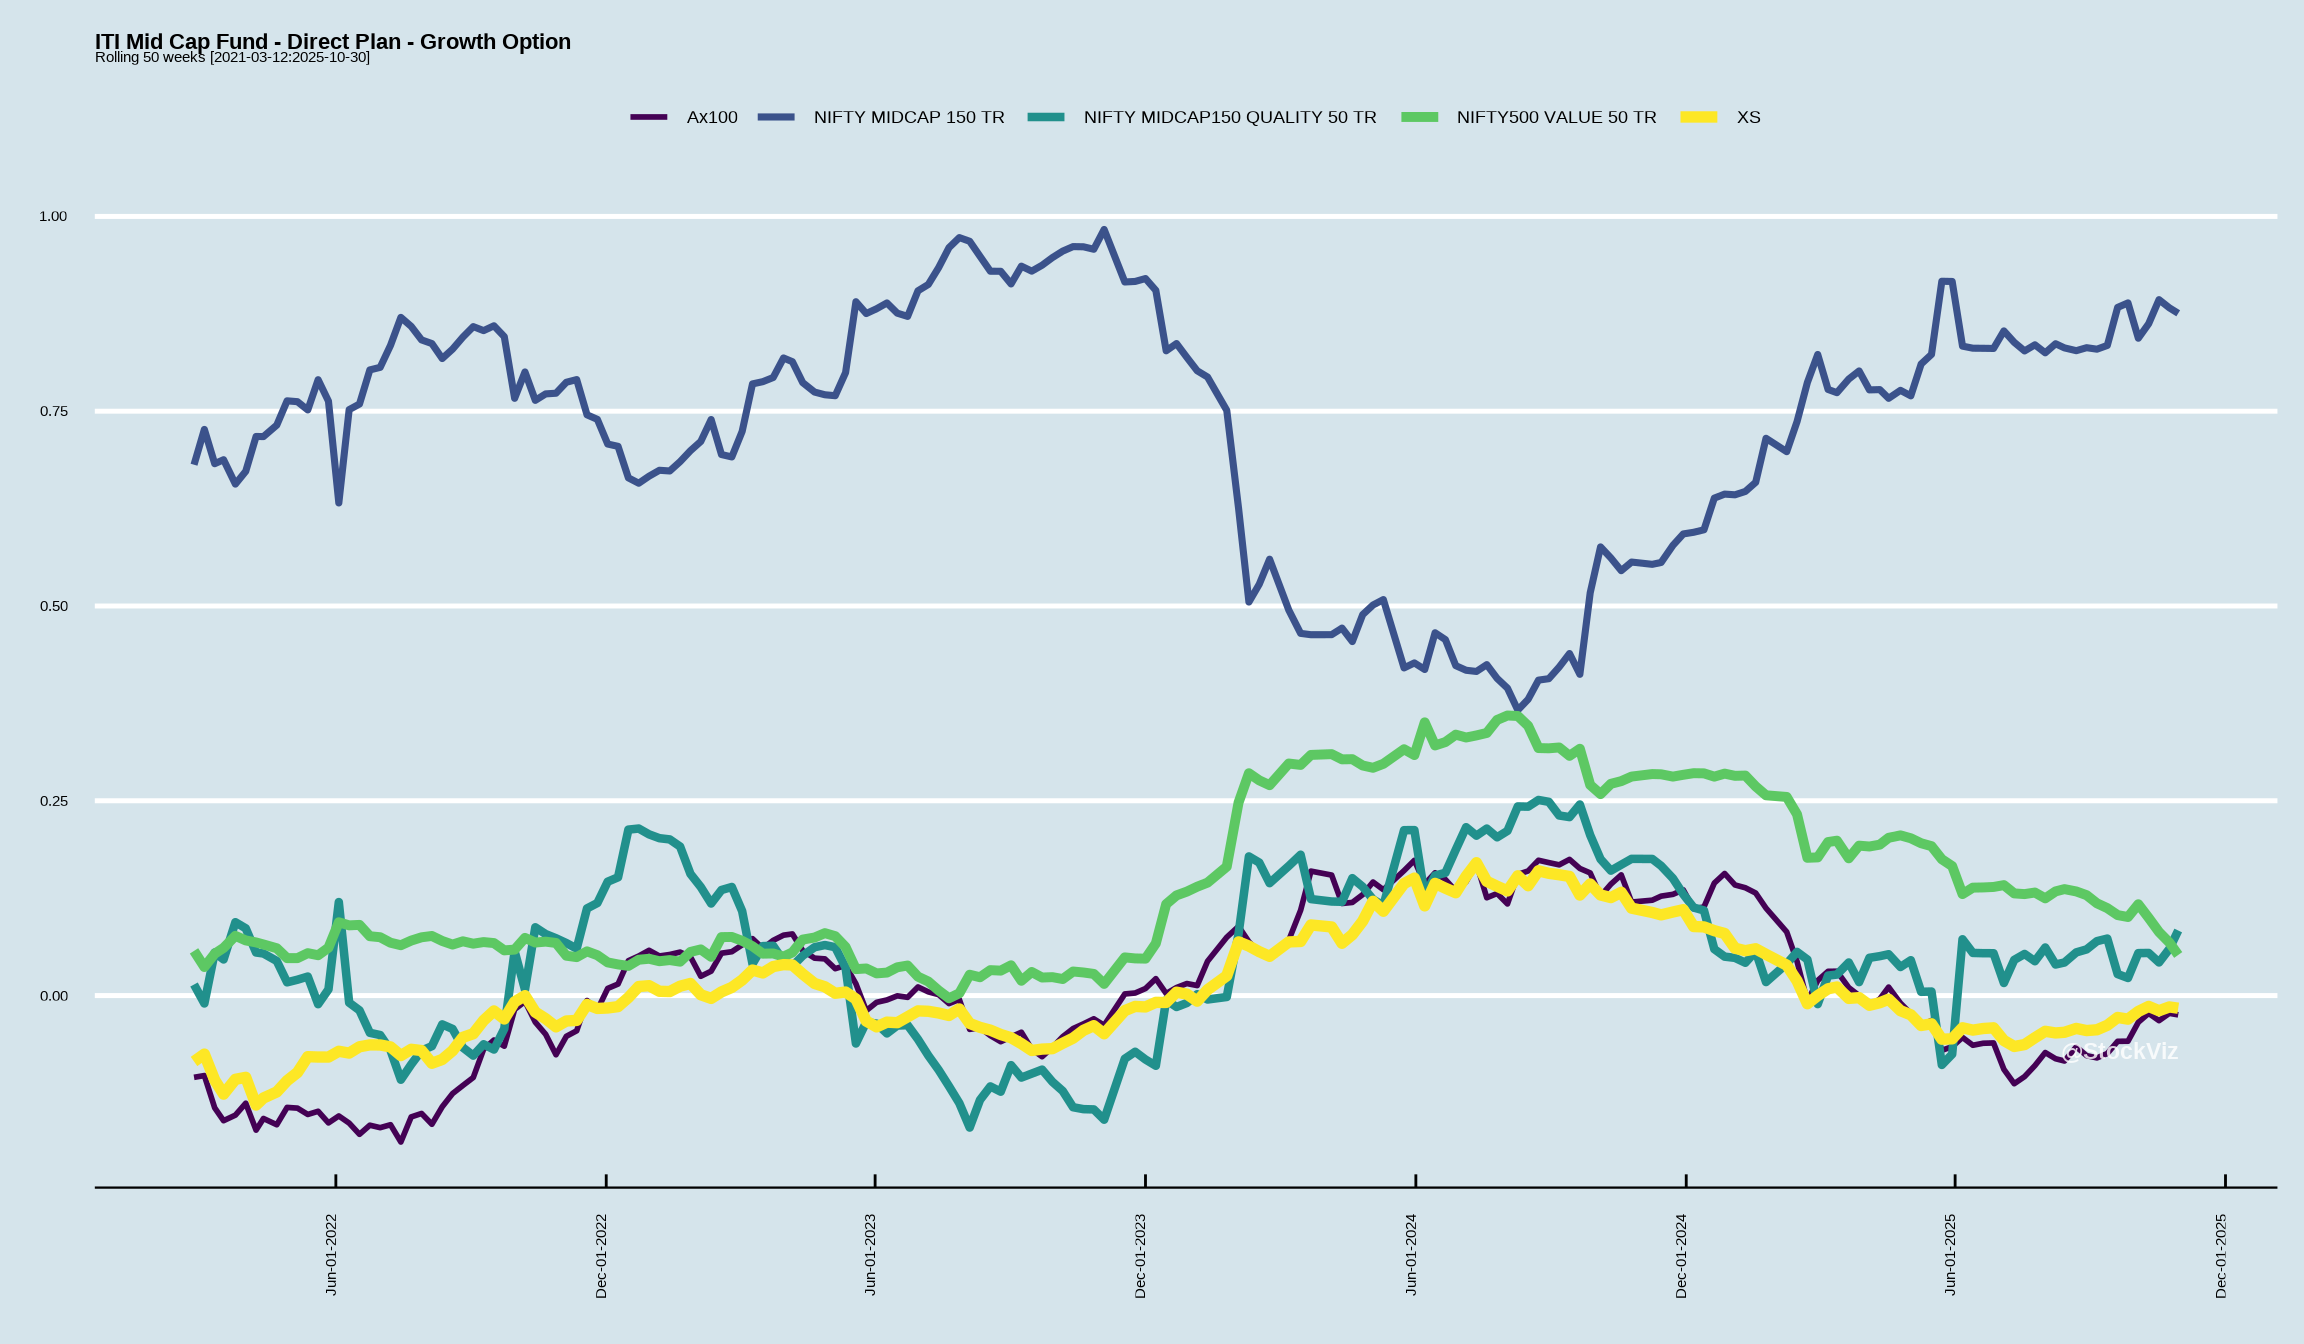 ITI Mid Cap Fund - Direct Plan - Growth Option
Rolling 50 weeks [2021-03-12:2025-10-30]
Ax100 NIFTY MIDCAP 150 TR NIFTY MIDCAP150 QUALITY 50 TR NIFTY500 VALUE 50 TR XS
1.00
0.75
0.50
0.25
0.00
@StockViz
Jun-01-2022 Dec-01-2022 Jun-01-2023 Dec-01-2023 Jun-01-2024 Dec-01-2024 Jun-01-2025 Dec-01-2025